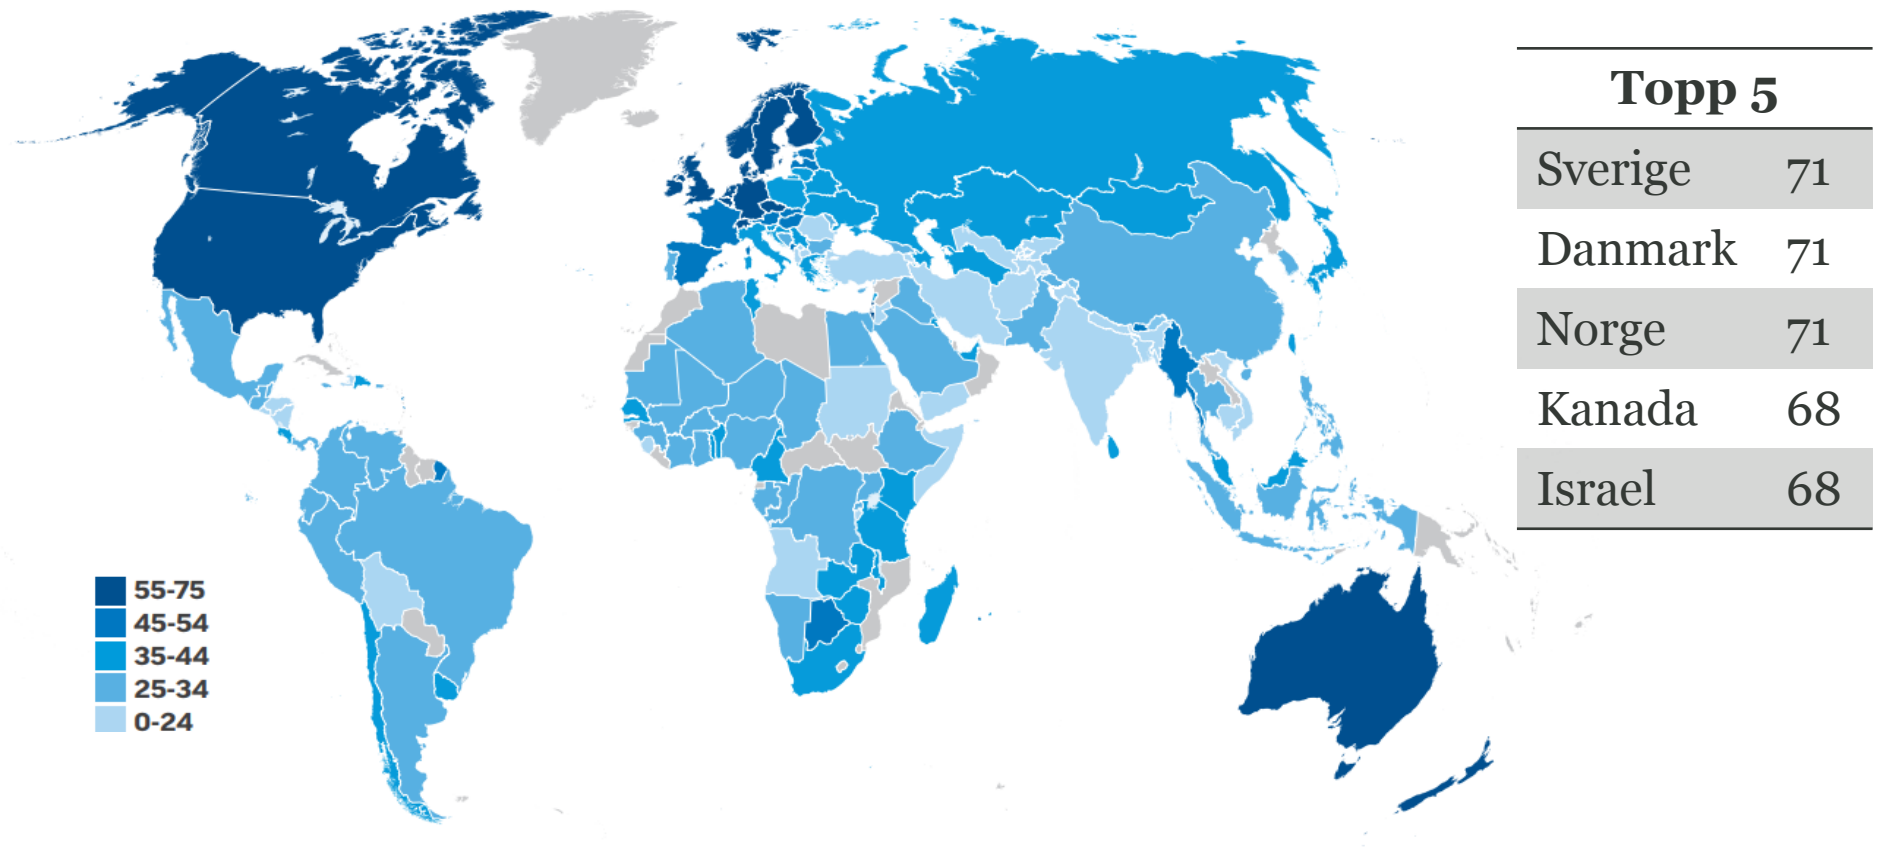 Topp 5
Sverige 71
Danmark 71
Norge 71
Kanada 68
Israel 68
55-75
45-54
35-44
25-34
0-24